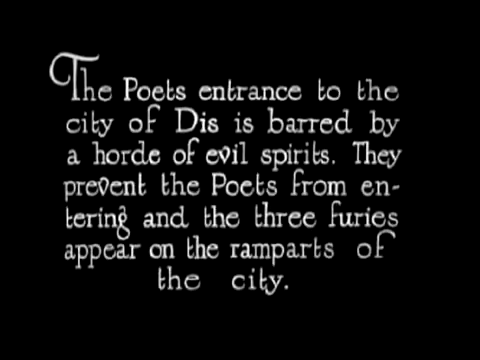 The Poets entrance to the
city of Dis is barred by
a horde of evil spirits. They
prevent the Poets from en-
tering and the three furies
appear on the ramparts of
the city.